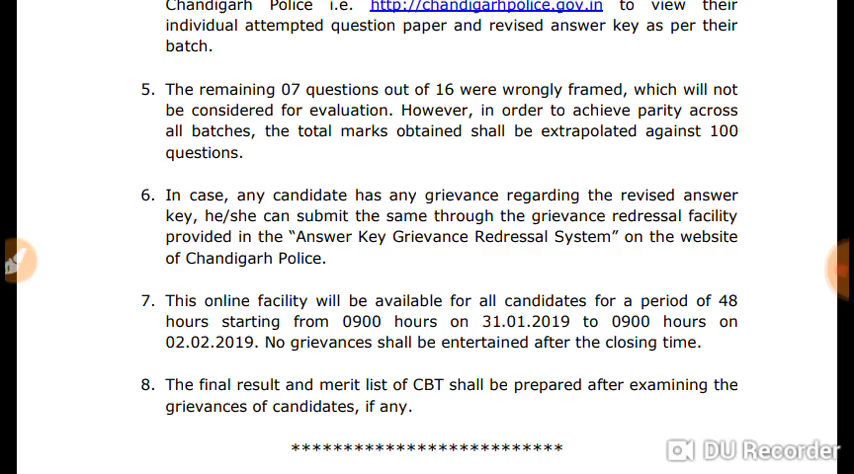 Chandigarh Police i.e. http://chandigarhpolice.gov.in to view their
individual attempted question paper and revised answer key as per their
batch.
5. The remaining 07 questions out of 16 were wrongly framed, which will not
be considered for evaluation. However, in order to achieve parity across
all batches, the total marks obtained shall be extrapolated against 100
questions.
6. In case, any candidate has any grievance regarding the revised answer
key, he/she can submit the same through the grievance redressal facility
provided in the “Answer Key Grievance Redressal System” on the website
of Chandigarh Police.
7. This online facility will be available for all candidates for a period of 48
hours starting from 0900 hours on 31.01.2019 to 0900 hours on
02.02.2019. No grievances shall be entertained after the closing time.
8. The final result and merit list of CBT shall be prepared after examining the
grievances of candidates, if any.
**************************
DU Recorder